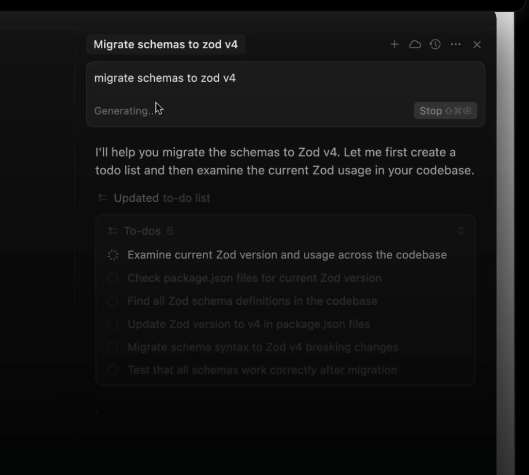 Migrate schemas to zod v4
migrate schemas to zod v4
Generating..
Stop ⇧⌘⌫
I'll help you migrate the schemas to Zod v4. Let me first create a
todo list and then examine the current Zod usage in your codebase.
Updated to-do list
To-dos 6
Examine current Zod version and usage across the codebase
Check package.json files for current Zod version
Find all Zod schema definitions in the codebase
Update Zod version to v4 in package.json files
Migrate schema syntax to Zod v4 breaking changes
Test that all schemas work correctly after migration